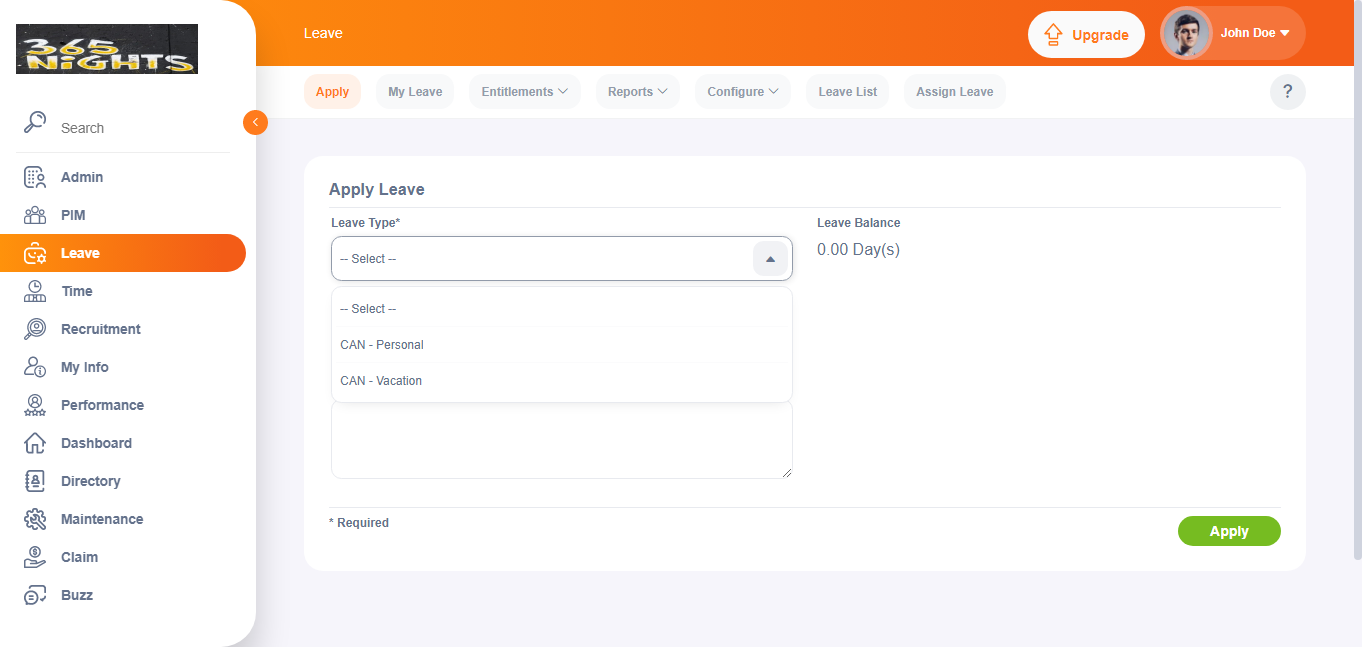 365
NIGHTS
Leave
Upgrade
John Doe
Apply
My Leave
Entitlements
Reports
Configure
Leave List
Assign Leave
?
Search
Admin
PIM
Leave
Time
Recruitment
My Info
Performance
Dashboard
Directory
Maintenance
Claim
Buzz
Apply Leave
Leave Type*
Leave Balance
-- Select --
0.00 Day(s)
-- Select --
CAN - Personal
CAN - Vacation
* Required
Apply